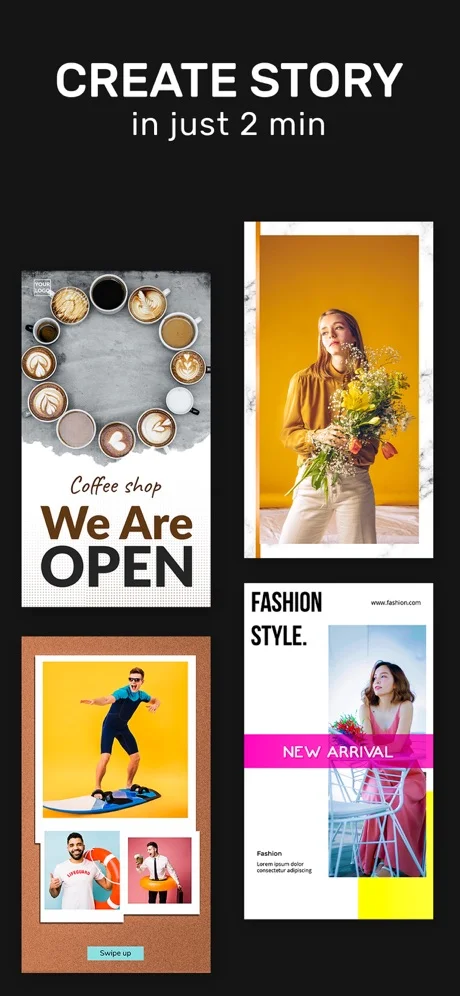 CREATE STORY
in just 2 min
YOUR
LOGO
Coffee shop
We Are
OPEN
FASHION
STYLE.
www.fashion.com
NEW ARRIVAL
Fashion
Lorem ipsum dolor
consectetur adipiscing
LIFEGUARD
Swipe up